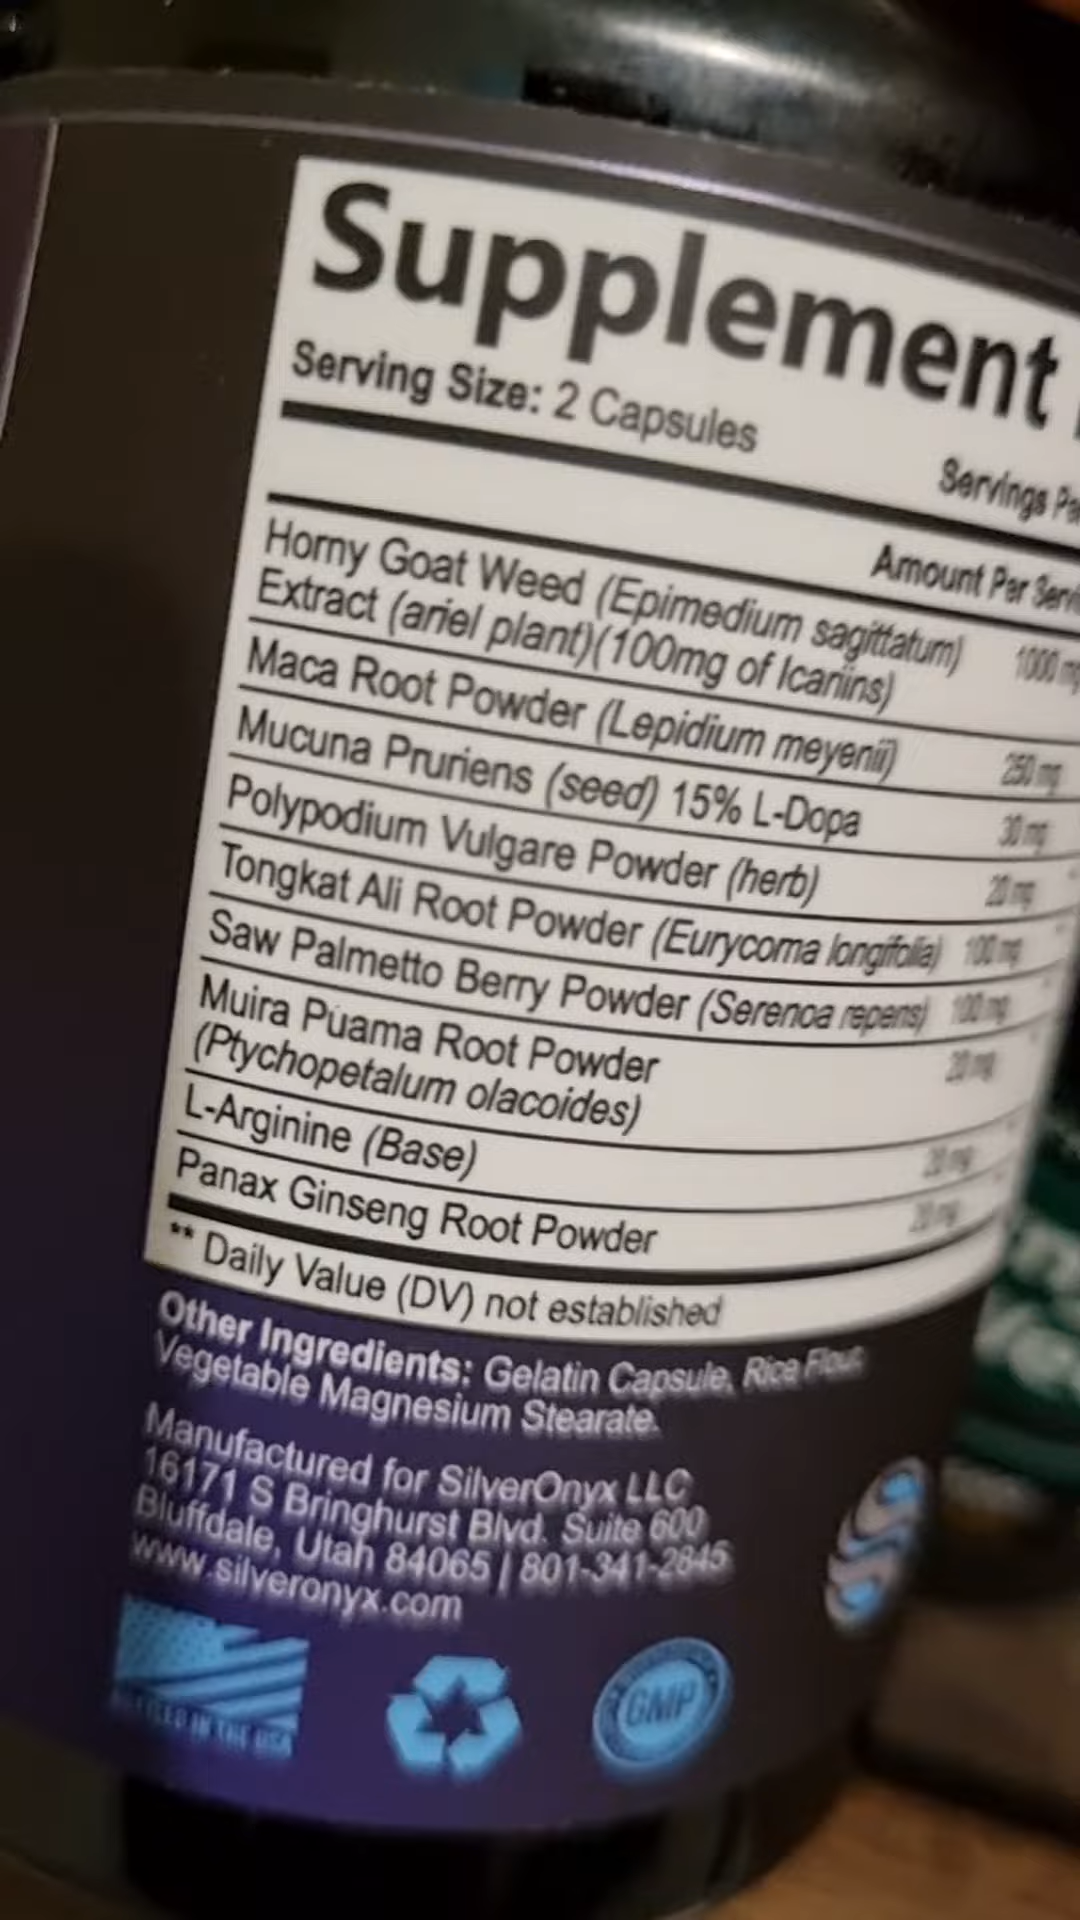 Supplement
Serving Size: 2 Capsules
Servings
Amount Per
Horny Goat Weed (Epimedium sagittatum) 1000 mg
Extract (ariel plant)(100mg of Icariins)
Maca Root Powder (Lepidium meyenii) 250 mg
Mucuna Pruriens (seed) 15% L-Dopa 30 mg
Polypodium Vulgare Powder (herb) 20 mg
Tongkat Ali Root Powder (Eurycoma longifolia) 100 mg
Saw Palmetto Berry Powder (Serenoa repens) 100 mg
Muira Puama Root Powder 20 mg
(Ptychopetalum olacoides)
L-Arginine (Base) 20 mg
Panax Ginseng Root Powder 20 mg
** Daily Value (DV) not established
Other Ingredients: Gelatin Capsule, Rice Flour,
Vegetable Magnesium Stearate.
Manufactured for SilverOnyx LLC
16171 S Bringhurst Blvd. Suite 600
Bluffdale, Utah 84065 | 801-341-2845
www.silveronyx.com
IN THE USA
GMP